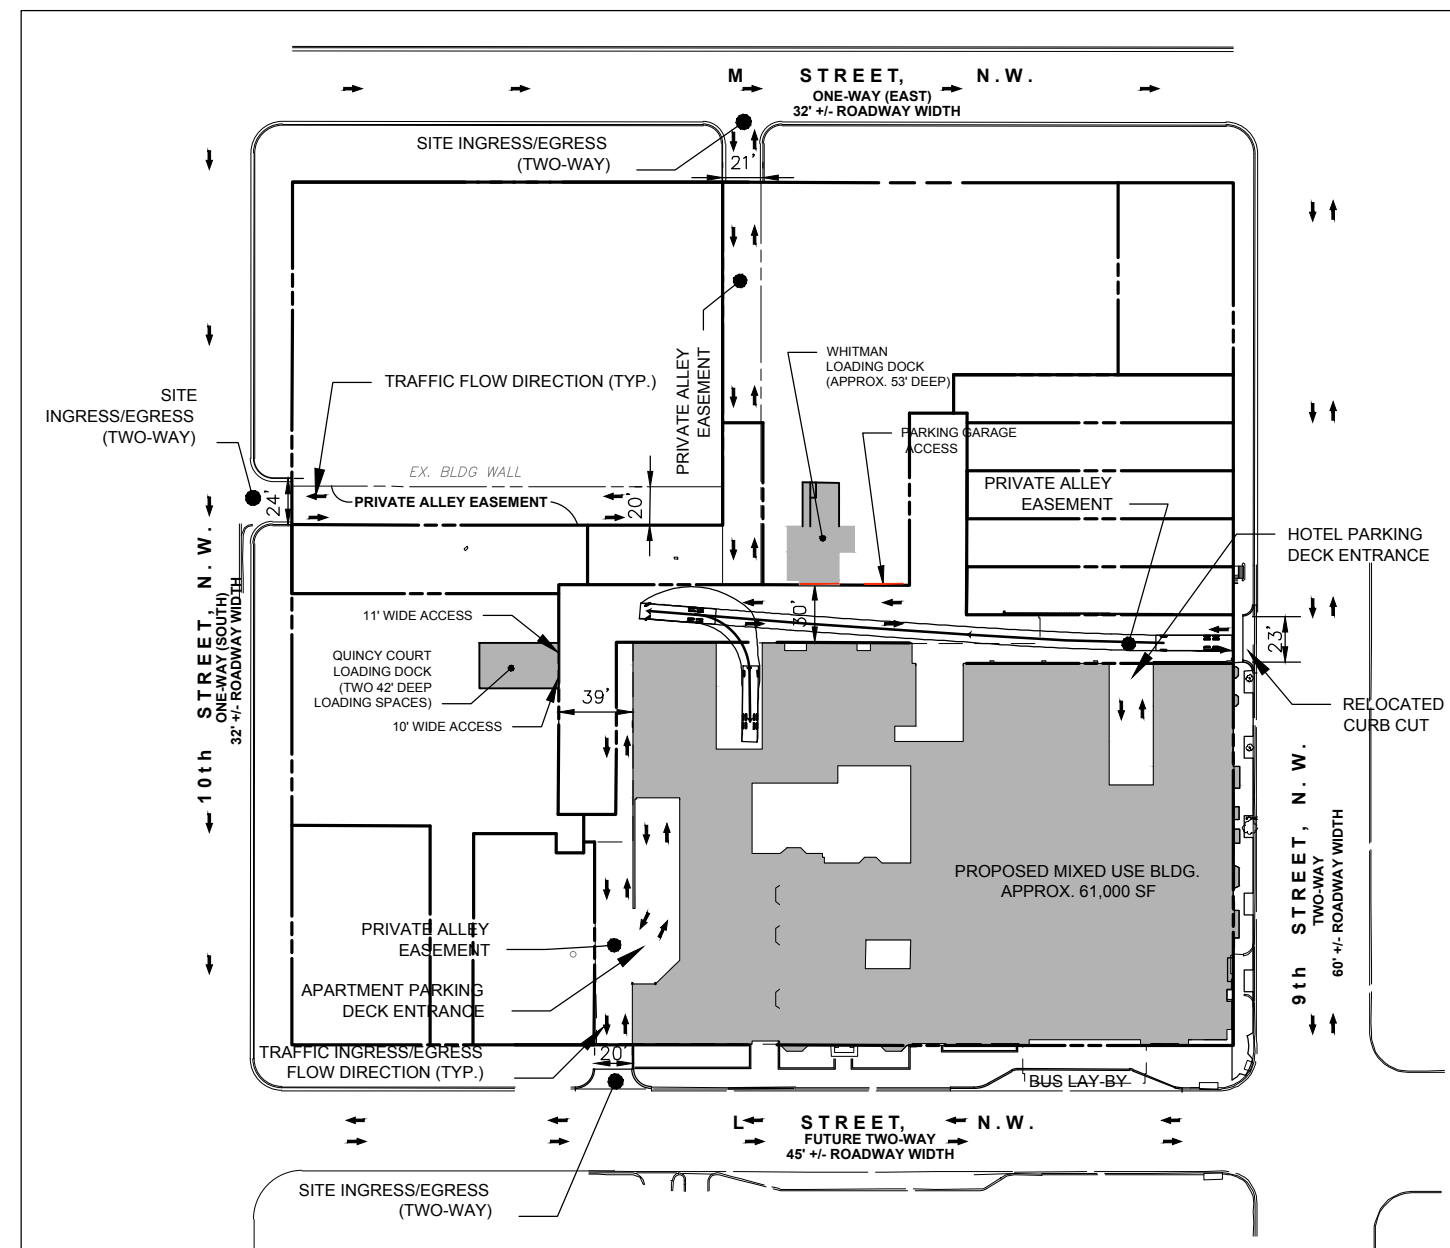 M STREET, N.W.
ONE-WAY (EAST)
32' +/- ROADWAY WIDTH
SITE INGRESS/EGRESS
(TWO-WAY)
21'
PRIVATE ALLEY
EASEMENT
WHITMAN
LOADING DOCK
(APPROX. 53' DEEP)
TRAFFIC FLOW DIRECTION (TYP.)
SITE
INGRESS/EGRESS
(TWO-WAY)
PARKING GARAGE
ACCESS
EX. BLDG WALL
PRIVATE ALLEY EASEMENT
24'
20'
PRIVATE ALLEY
EASEMENT
HOTEL PARKING
DECK ENTRANCE
10th STREET, N.W.
ONE-WAY (SOUTH)
32' +/- ROADWAY WIDTH
11' WIDE ACCESS
30'
23'
QUINCY COURT
LOADING DOCK
(TWO 42' DEEP
LOADING SPACES)
10' WIDE ACCESS
39'
RELOCATED
CURB CUT
PROPOSED MIXED USE BLDG.
APPROX. 61,000 SF
9th STREET, N.W.
TWO-WAY
60' +/- ROADWAY WIDTH
PRIVATE ALLEY
EASEMENT
APARTMENT PARKING
DECK ENTRANCE
TRAFFIC INGRESS/EGRESS
FLOW DIRECTION (TYP.)
20'
BUS LAY-BY
L STREET, N.W.
FUTURE TWO-WAY
45' +/- ROADWAY WIDTH
SITE INGRESS/EGRESS
(TWO-WAY)